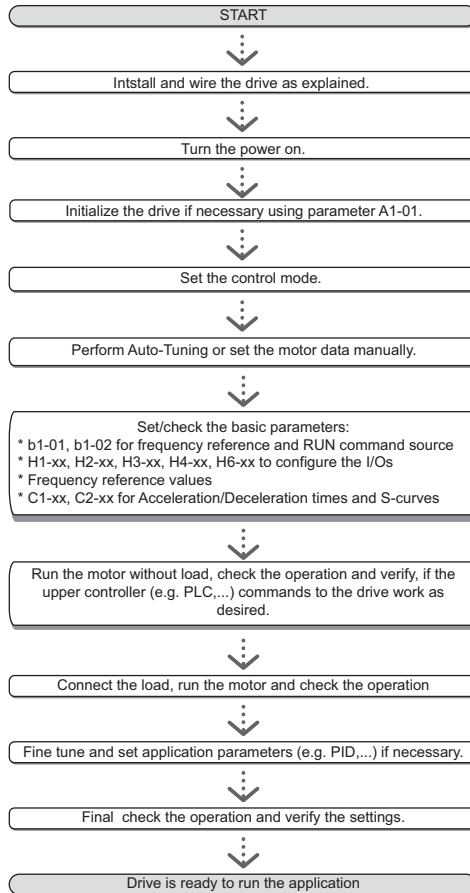 START
Intstall and wire the drive as explained.
Turn the power on.
Initialize the drive if necessary using parameter A1-01.
Set the control mode.
Perform Auto-Tuning or set the motor data manually.
Set/check the basic parameters:
* b1-01, b1-02 for frequency reference and RUN command source
* H1-xx, H2-xx, H3-xx, H4-xx, H6-xx to configure the I/Os
* Frequency reference values
* C1-xx, C2-xx for Acceleration/Deceleration times and S-curves
Run the motor without load, check the operation and verify, if the
upper controller (e.g. PLC,...) commands to the drive work as
desired.
Connect the load, run the motor and check the operation
Fine tune and set application parameters (e.g. PID,...) if necessary.
Final check the operation and verify the settings.
Drive is ready to run the application